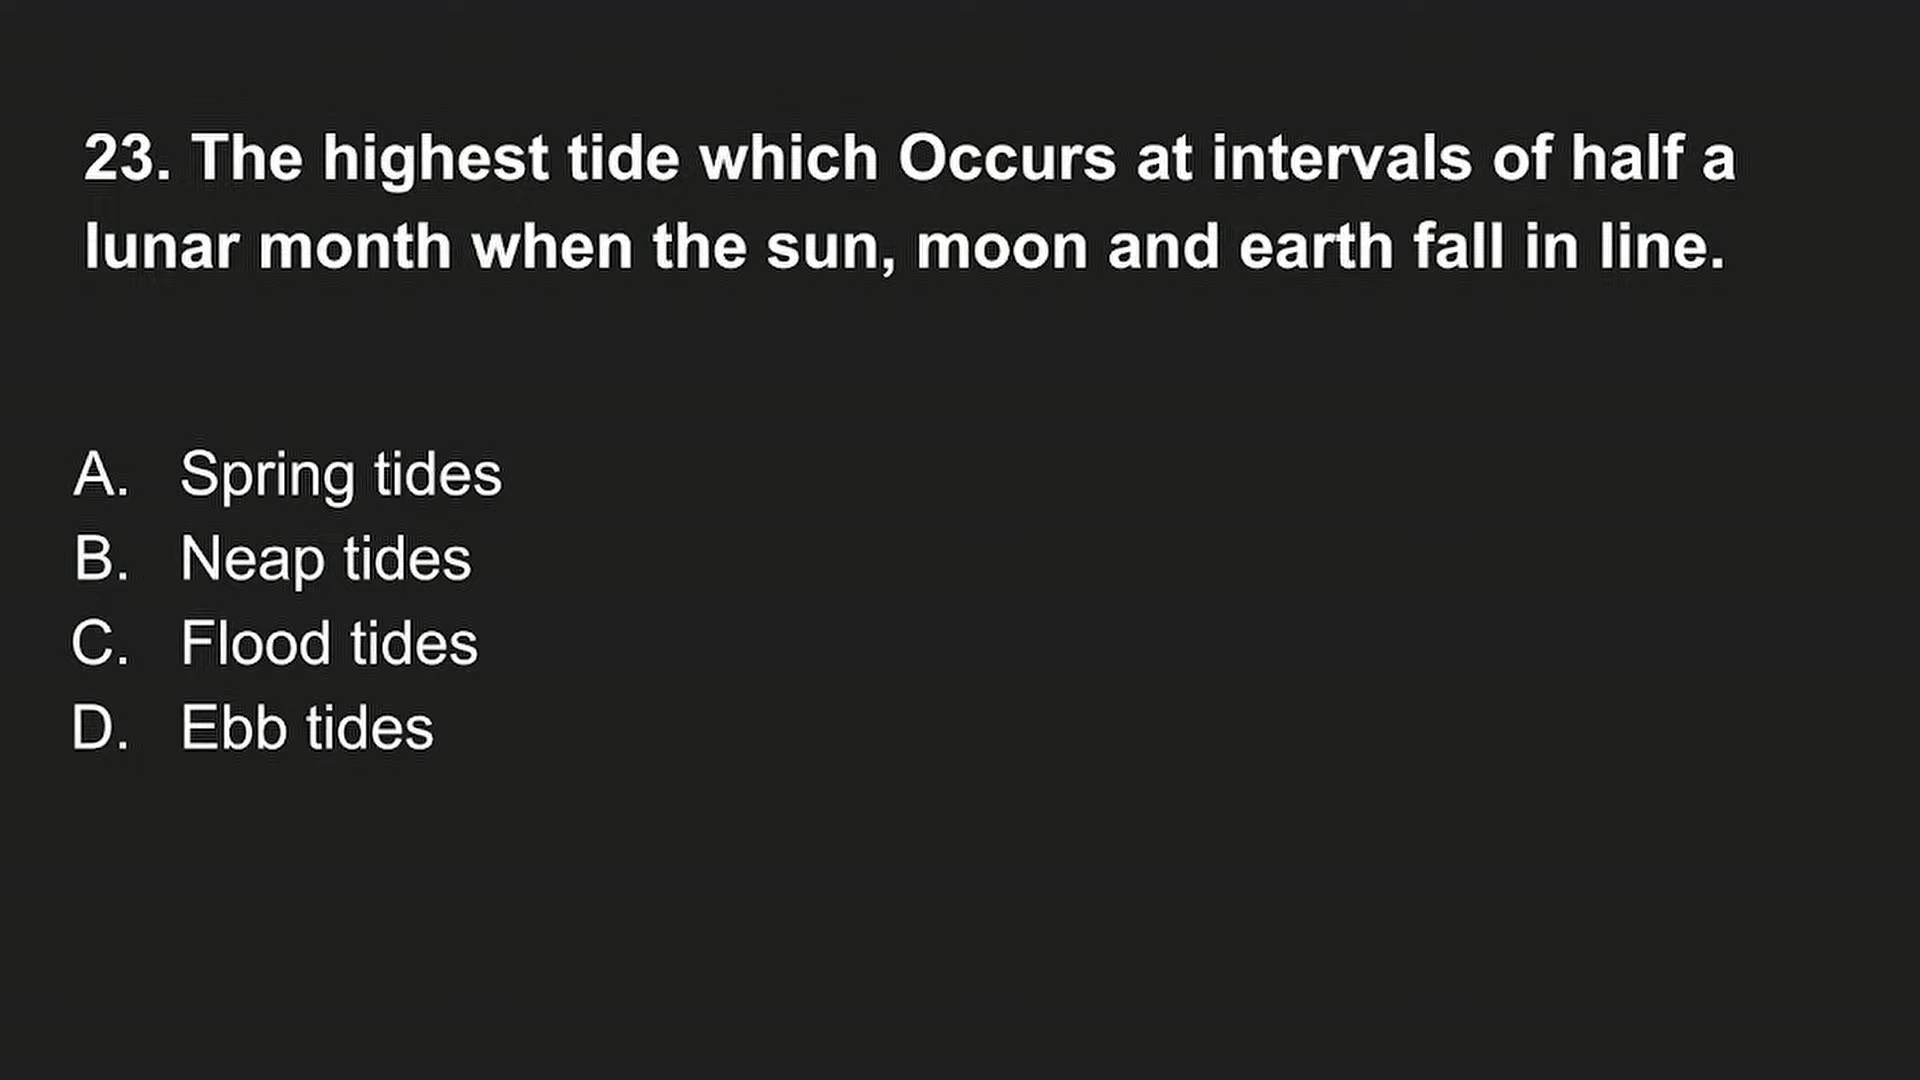 23. The highest tide which Occurs at intervals of half a
lunar month when the sun, moon and earth fall in line.
A. Spring tides
B. Neap tides
C. Flood tides
D. Ebb tides